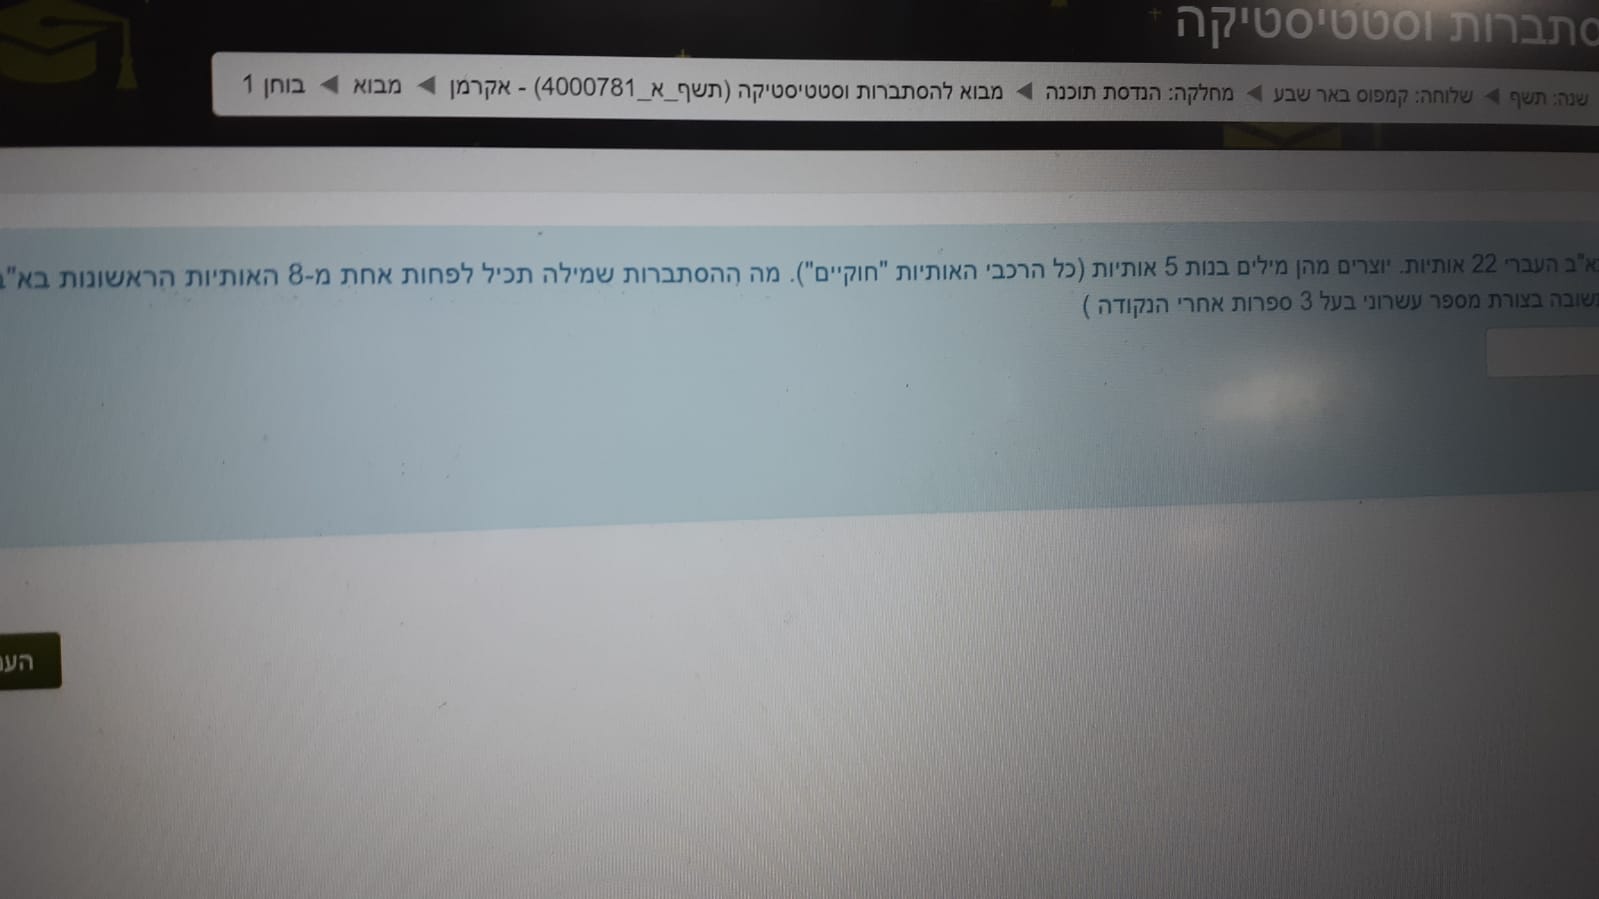 סתברות וסטטיסטיקה
שנה: תשף ◄ שלוחה: קמפוס באר שבע ◄ מחלקה: הנדסת תוכנה ◄ מבוא להסתברות וסטטיסטיקה (תשף_א_4000781) - אקרמן ◄ מבוא ◄ בוחן 1
א"ב העברי 22 אותיות. יוצרים מהן מילים בנות 5 אותיות (כל הרכבי האותיות "חוקיים"). מה ההסתברות שמילה תכיל לפחות אחת מ-8 האותיות הראשונות בא"ב
שובה בצורת מספר עשרוני בעל 3 ספרות אחרי הנקודה )